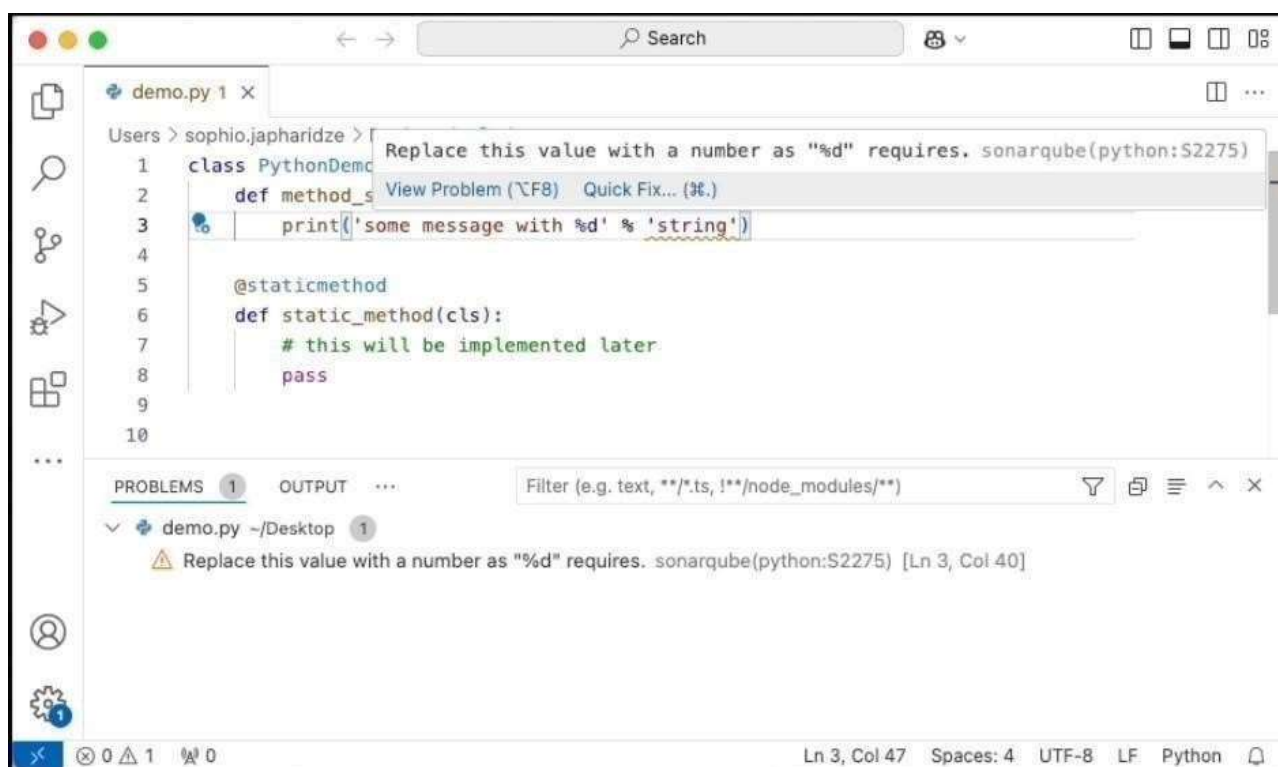 Search
demo.py 1
Users > sophio.japharidze >
Replace this value with a number as "%d" requires. sonarqube(python:S2275)
View Problem (⌥F8) Quick Fix... (⌘.)
1 class PythonDemo
2 def method_s
3 print('some message with %d' % 'string')
4
5 @staticmethod
6 def static_method(cls):
7 # this will be implemented later
8 pass
9
10
PROBLEMS 1 OUTPUT ... Filter (e.g. text, **/*.ts, !**/node_modules/**)
demo.py ~/Desktop 1
Replace this value with a number as "%d" requires. sonarqube(python:S2275) [Ln 3, Col 40]
1
0 1 0 Ln 3, Col 47 Spaces: 4 UTF-8 LF Python